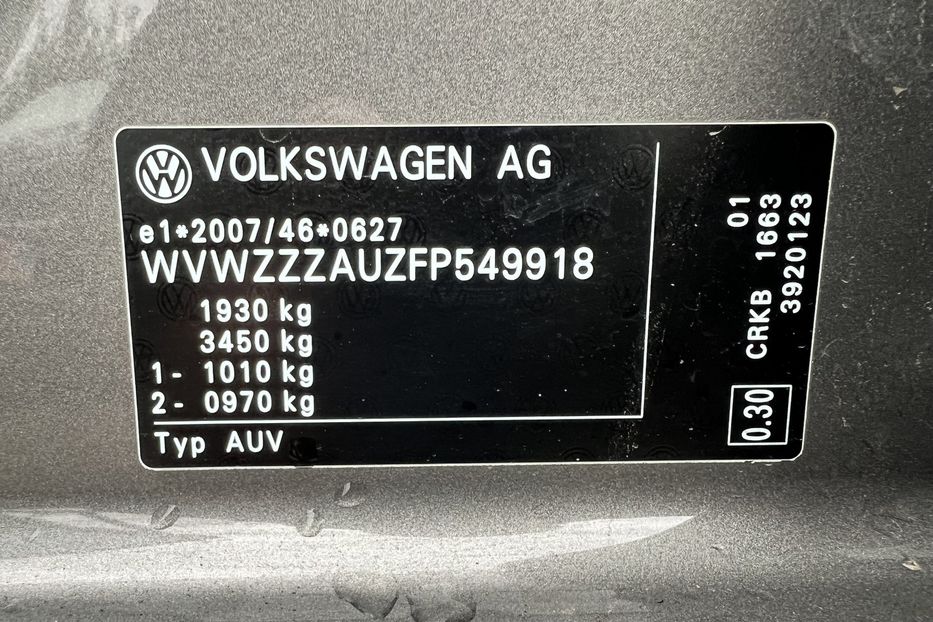 VOLKSWAGEN AG
e1*2007/46*0627
WVWZZZAUZFP549918
1930 kg
3450 kg
1- 1010 kg
2- 0970 kg
Typ AUV
01
CRKB 1663
3920123
0.30